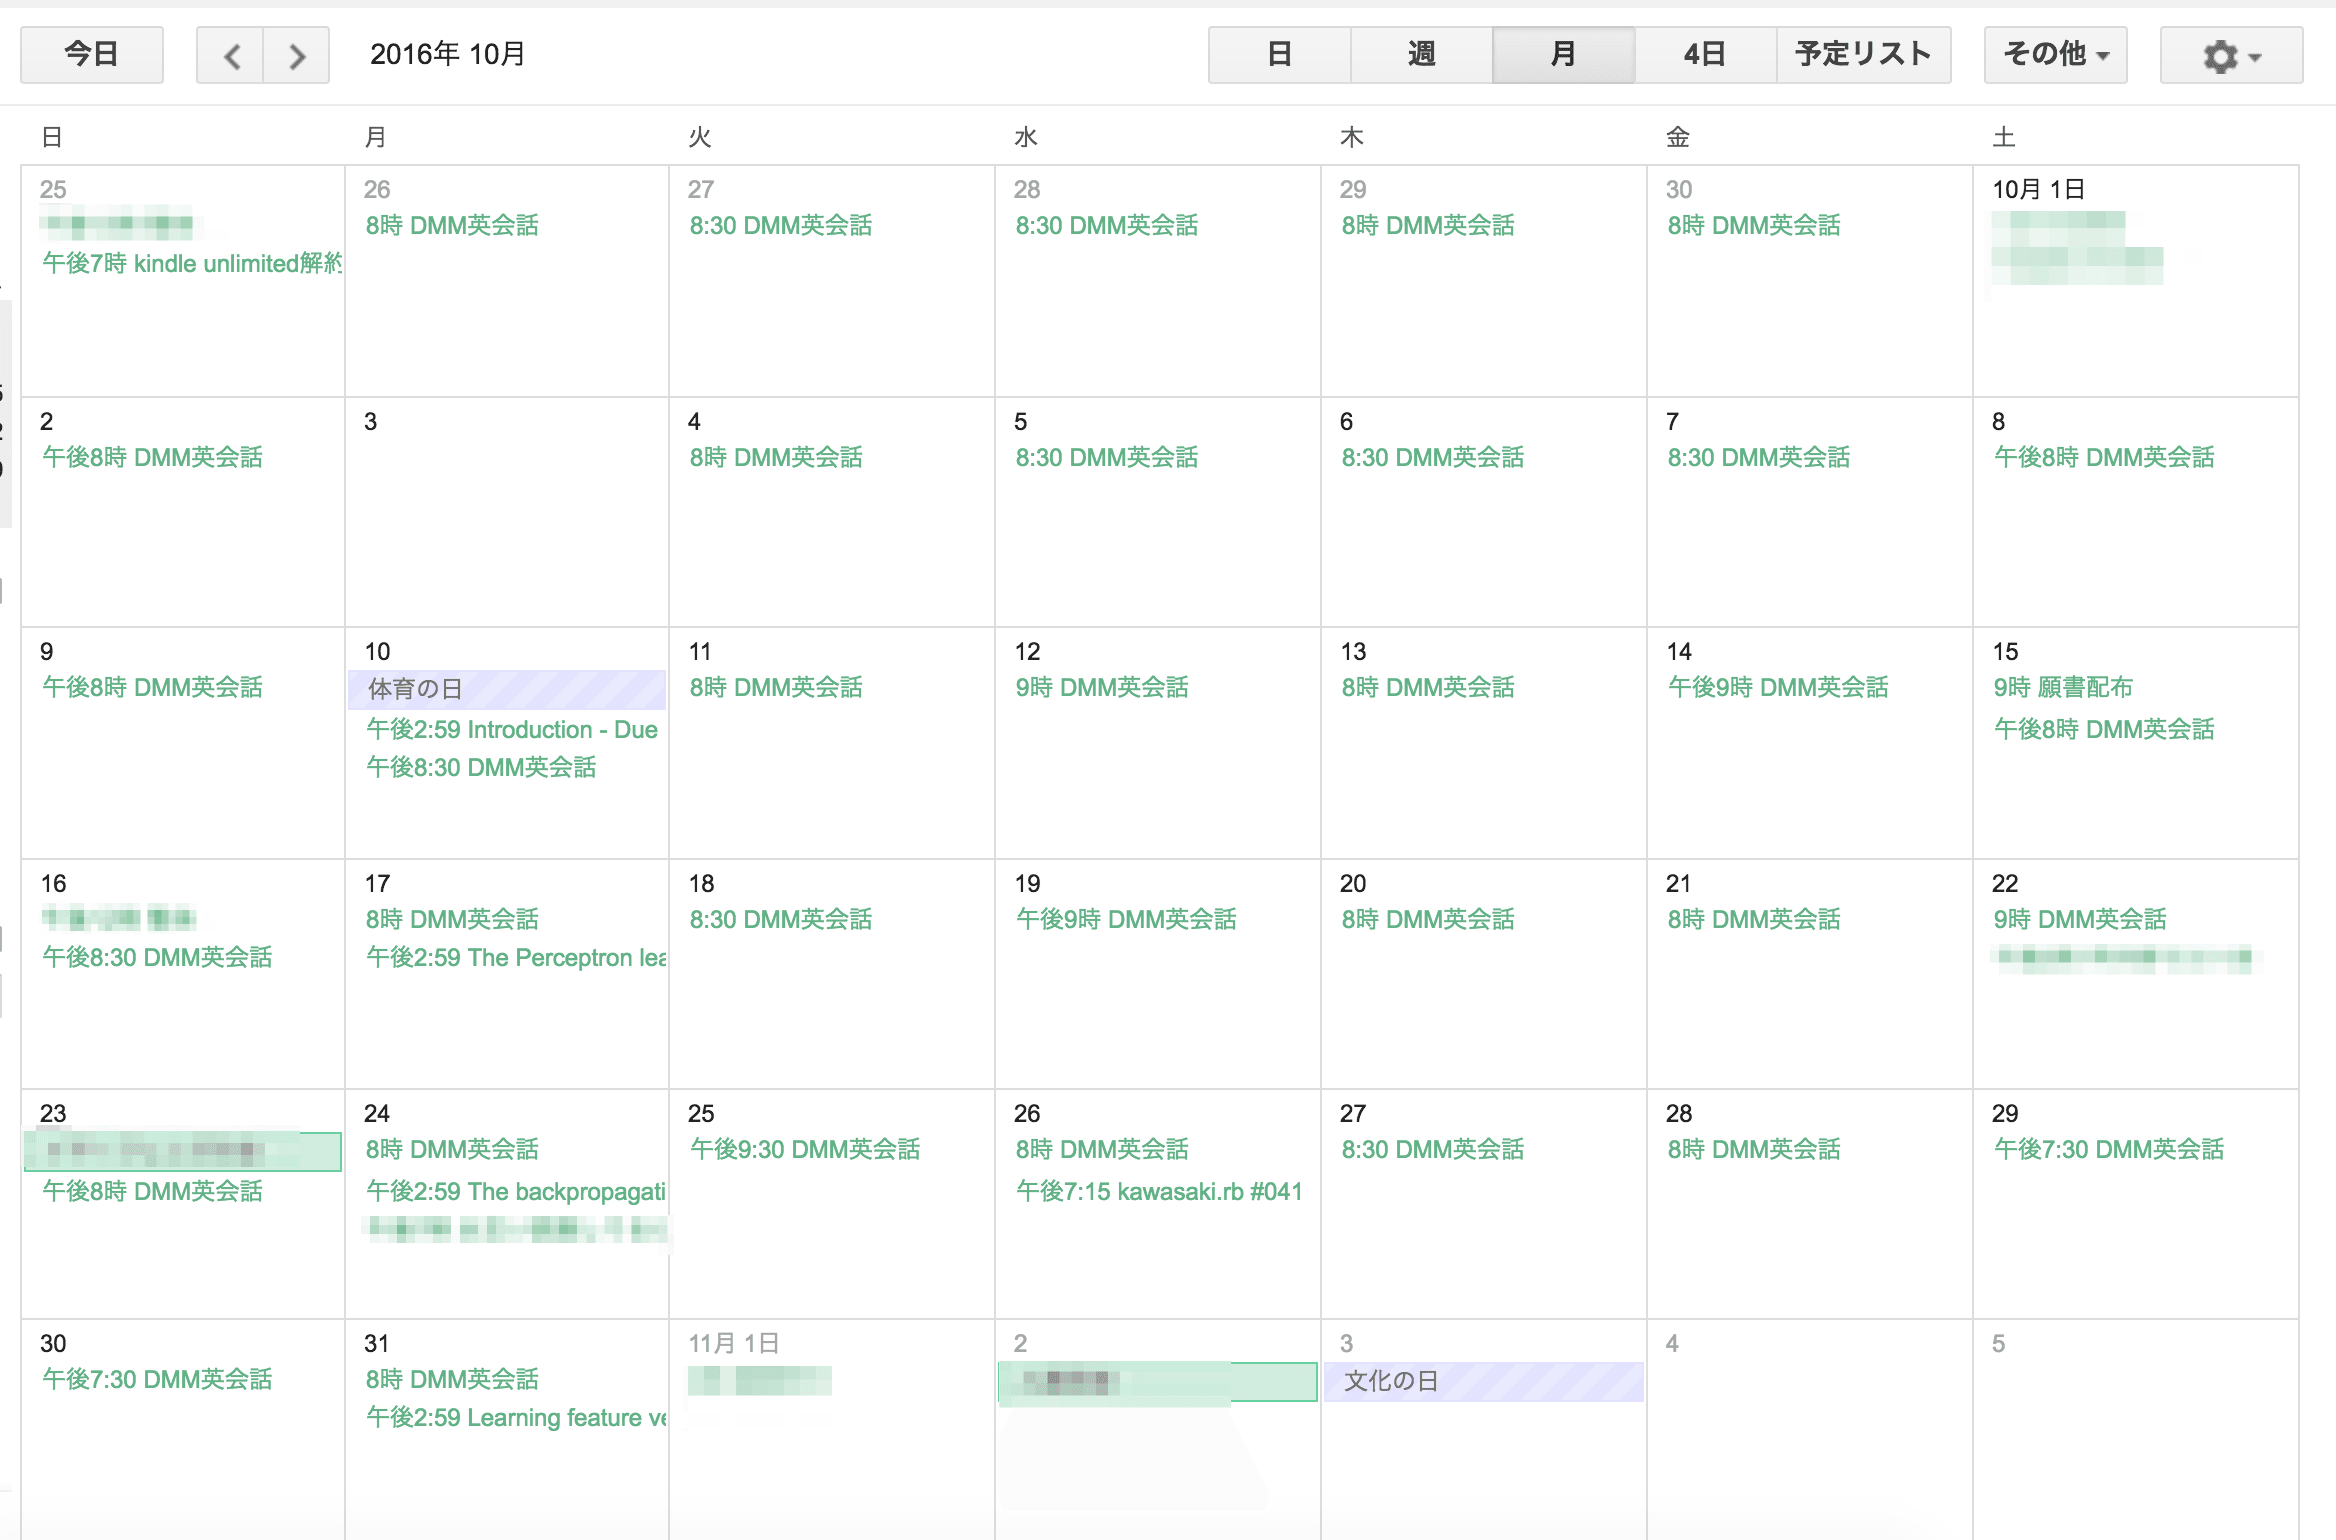 今日
2016年 10月
日 週 月 4日 予定リスト その他
日 月 火 水 木 金 土
25
午後7時 kindle unlimited解約
26
8時 DMM英会話
27
8:30 DMM英会話
28
8:30 DMM英会話
29
8時 DMM英会話
30
8時 DMM英会話
10月 1日
2
午後8時 DMM英会話
3
4
8時 DMM英会話
5
8:30 DMM英会話
6
8:30 DMM英会話
7
8:30 DMM英会話
8
午後8時 DMM英会話
9
午後8時 DMM英会話
10
体育の日
午後2:59 Introduction - Due
午後8:30 DMM英会話
11
8時 DMM英会話
12
9時 DMM英会話
13
8時 DMM英会話
14
午後9時 DMM英会話
15
9時 願書配布
午後8時 DMM英会話
16
午後8:30 DMM英会話
17
8時 DMM英会話
午後2:59 The Perceptron lea
18
8:30 DMM英会話
19
午後9時 DMM英会話
20
8時 DMM英会話
21
8時 DMM英会話
22
9時 DMM英会話
23
午後8時 DMM英会話
24
8時 DMM英会話
午後2:59 The backpropagati
25
午後9:30 DMM英会話
26
8時 DMM英会話
午後7:15 kawasaki.rb #041
27
8:30 DMM英会話
28
8時 DMM英会話
29
午後7:30 DMM英会話
30
午後7:30 DMM英会話
31
8時 DMM英会話
午後2:59 Learning feature ve
11月 1日
2
3
文化の日
4
5